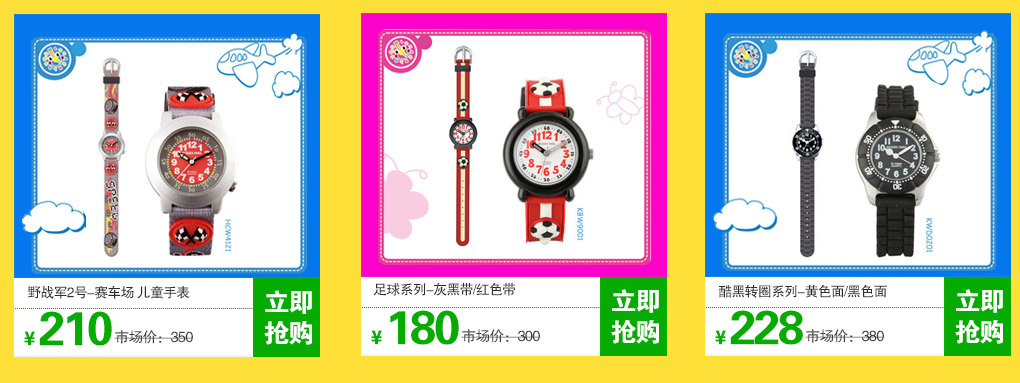 HCW4121
野战军2号-赛车场 儿童手表
¥210 市场价：350
立即
抢购
KBW9001
足球系列-灰黑带/红色带
¥180 市场价：300
立即
抢购
KWD0201
酷黑转圈系列-黄色面/黑色面
¥228 市场价：380
立即
抢购